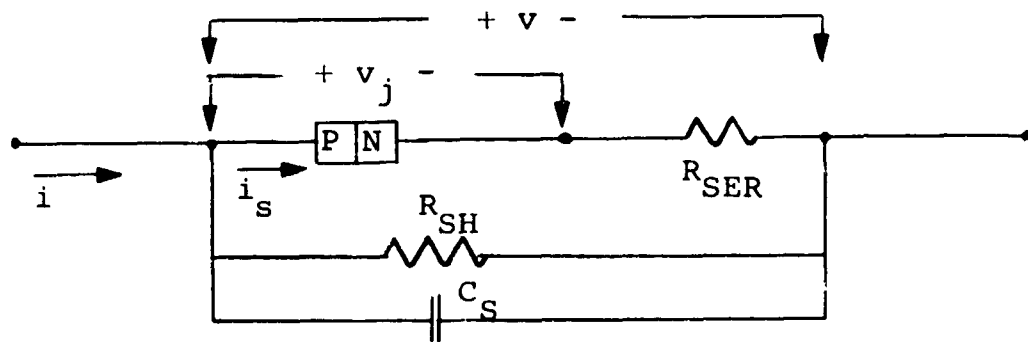 + v -
+ v_j -
P N
i
i_s
R_SER
R_SH
C_S